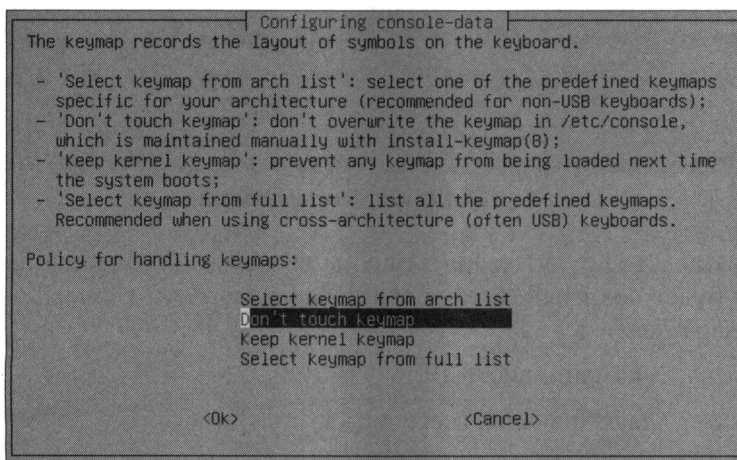 Configuring console-data
The keymap records the layout of symbols on the keyboard.
- 'Select keymap from arch list': select one of the predefined keymaps
specific for your architecture (recommended for non-USB keyboards);
- 'Don't touch keymap': don't overwrite the keymap in /etc/console,
which is maintained manually with install-keymap(8);
- 'Keep kernel keymap': prevent any keymap from being loaded next time
the system boots;
- 'Select keymap from full list': list all the predefined keymaps.
Recommended when using cross-architecture (often USB) keyboards.
Policy for handling keymaps:
Select keymap from arch list
Don't touch keymap
Keep kernel keymap
Select keymap from full list
<Ok> <Cancel>